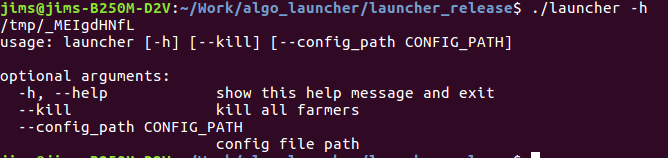 jims@jims-B250M-D2V:~/Work/algo_launcher/launcher_release$ ./launcher -h
/tmp/_MEIgdHNfL
usage: launcher [-h] [--kill] [--config_path CONFIG_PATH]
optional arguments:
-h, --help show this help message and exit
--kill kill all farmers
--config_path CONFIG_PATH
config file path